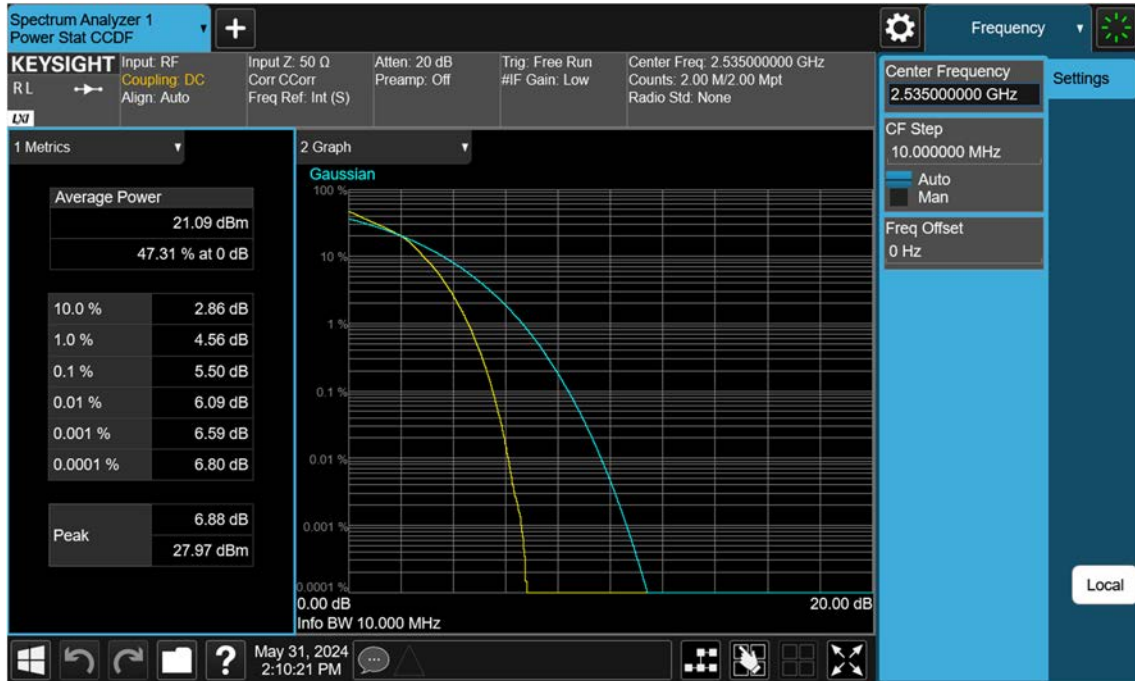 Spectrum Analyzer 1
Power Stat CCDF
Frequency
KEYSIGHT
R L
LXI
Input: RF
Coupling: DC
Align: Auto
Input Z: 50 Ω
Corr CCorr
Freq Ref: Int (S)
Atten: 20 dB
Preamp: Off
Trig: Free Run
#IF Gain: Low
Center Freq: 2.535000000 GHz
Counts: 2.00 M/2.00 Mpt
Radio Std: None
Center Frequency
2.535000000 GHz
Settings
CF Step
10.000000 MHz
Auto
Man
Freq Offset
0 Hz
Local
1 Metrics
Average Power
21.09 dBm
47.31 % at 0 dB
10.0 % 2.86 dB
1.0 % 4.56 dB
0.1 % 5.50 dB
0.01 % 6.09 dB
0.001 % 6.59 dB
0.0001 % 6.80 dB
Peak
6.88 dB
27.97 dBm
2 Graph
Gaussian
100 %
10 %
1 %
0.1 %
0.01 %
0.001 %
0.0001 %
0.00 dB 20.00 dB
Info BW 10.000 MHz
?
May 31, 2024
2:10:21 PM